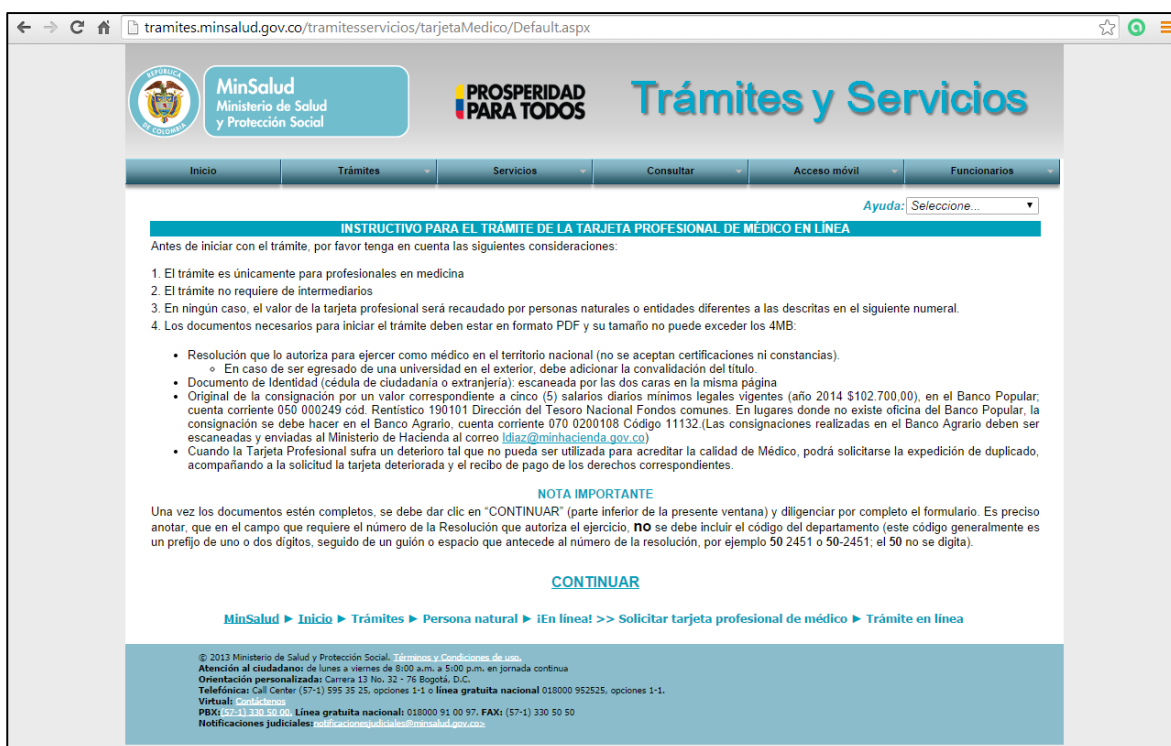 tramites.minsalud.gov.co/tramitesservicios/tarjetaMedico/Default.aspx
REPÚBLICA DE COLOMBIA
MinSalud
Ministerio de Salud
y Protección Social
PROSPERIDAD
PARA TODOS
Trámites y Servicios
Inicio Trámites Servicios Consultar Acceso móvil Funcionarios
Ayuda: Seleccione...
INSTRUCTIVO PARA EL TRÁMITE DE LA TARJETA PROFESIONAL DE MÉDICO EN LÍNEA
Antes de iniciar con el trámite, por favor tenga en cuenta las siguientes consideraciones:
1. El trámite es únicamente para profesionales en medicina
2. El trámite no requiere de intermediarios
3. En ningún caso, el valor de la tarjeta profesional será recaudado por personas naturales o entidades diferentes a las descritas en el siguiente numeral.
4. Los documentos necesarios para iniciar el trámite deben estar en formato PDF y su tamaño no puede exceder los 4MB:
• Resolución que lo autoriza para ejercer como médico en el territorio nacional (no se aceptan certificaciones ni constancias).
○ En caso de ser egresado de una universidad en el exterior, debe adicionar la convalidación del título.
• Documento de Identidad (cédula de ciudadanía o extranjería): escaneada por las dos caras en la misma página
• Original de la consignación por un valor correspondiente a cinco (5) salarios diarios mínimos legales vigentes (año 2014 $102.700,00), en el Banco Popular;
cuenta corriente 050 000249 cód. Rentístico 190101 Dirección del Tesoro Nacional Fondos comunes. En lugares donde no existe oficina del Banco Popular, la
consignación se debe hacer en el Banco Agrario, cuenta corriente 070 0200108 Código 11132.(Las consignaciones realizadas en el Banco Agrario deben ser
escaneadas y enviadas al Ministerio de Hacienda al correo ldiaz@minhacienda.gov.co)
• Cuando la Tarjeta Profesional sufra un deterioro tal que no pueda ser utilizada para acreditar la calidad de Médico, podrá solicitarse la expedición de duplicado,
acompañando a la solicitud la tarjeta deteriorada y el recibo de pago de los derechos correspondientes.
NOTA IMPORTANTE
Una vez los documentos estén completos, se debe dar clic en “CONTINUAR” (parte inferior de la presente ventana) y diligenciar por completo el formulario. Es preciso
anotar, que en el campo que requiere el número de la Resolución que autoriza el ejercicio, no se debe incluir el código del departamento (este código generalmente es
un prefijo de uno o dos dígitos, seguido de un guión o espacio que antecede al número de la resolución, por ejemplo 50 2451 o 50-2451; el 50 no se digita).
CONTINUAR
MinSalud ► Inicio ► Trámites ► Persona natural ► ¡En línea! >> Solicitar tarjeta profesional de médico ► Trámite en línea
© 2013 Ministerio de Salud y Protección Social. Términos y Condiciones de uso.
Atención al ciudadano: de lunes a viernes de 8:00 a.m. a 5:00 p.m. en jornada continua
Orientación personalizada: Carrera 13 No. 32 - 76 Bogotá, D.C.
Telefónica: Call Center (57-1) 595 35 25, opciones 1-1 o línea gratuita nacional 018000 952525, opciones 1-1.
Virtual: Contáctenos
PBX: (57-1) 330 50 00. Línea gratuita nacional: 018000 91 00 97. FAX: (57-1) 330 50 50
Notificaciones judiciales: notificacionesjudiciales@minsalud.gov.co>